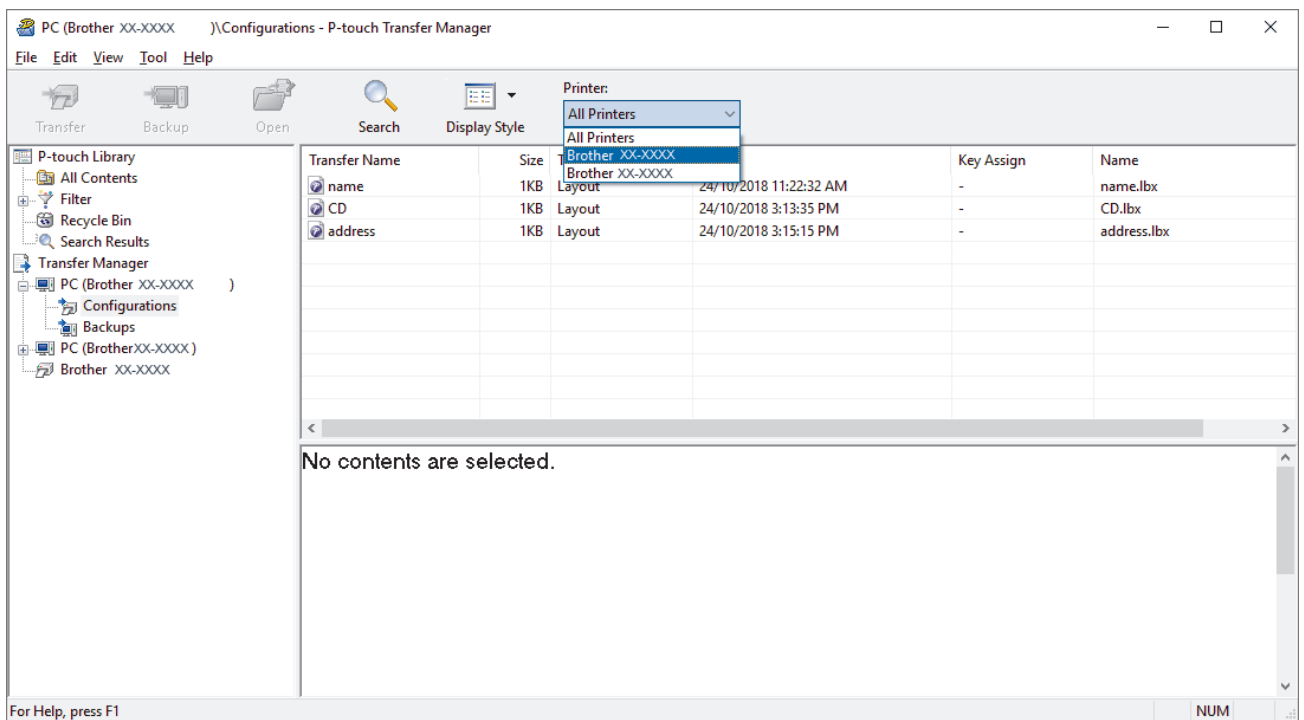 PC (Brother XX-XXXX )\Configurations - P-touch Transfer Manager
File Edit View Tool Help
Transfer Backup Open Search Display Style
Printer:
All Printers
All Printers
Brother XX-XXXX
Brother XX-XXXX
P-touch Library
All Contents
Filter
Recycle Bin
Search Results
Transfer Manager
PC (Brother XX-XXXX )
Configurations
Backups
PC (BrotherXX-XXXX)
Brother XX-XXXX
Transfer Name Size Key Assign Name
name 1KB Layout 24/10/2018 11:22:32 AM - name.lbx
CD 1KB Layout 24/10/2018 3:13:35 PM - CD.lbx
address 1KB Layout 24/10/2018 3:15:15 PM - address.lbx
No contents are selected.
For Help, press F1
NUM